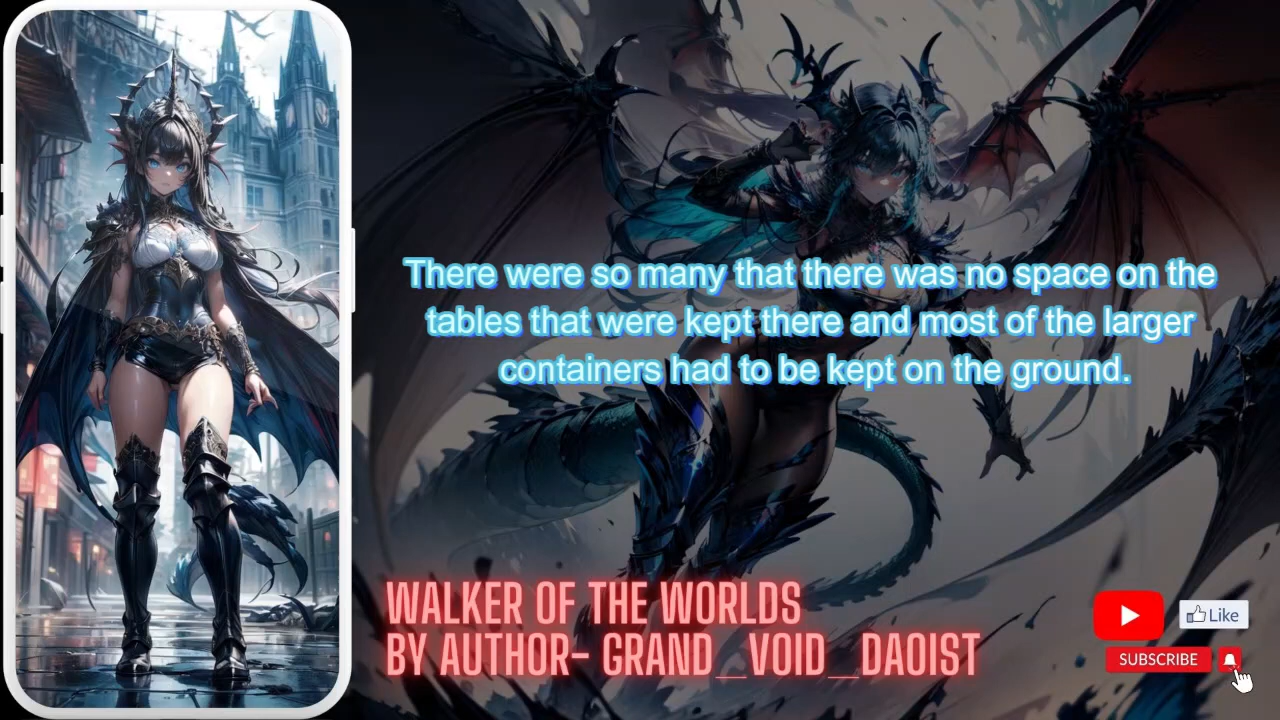 There were so many that there was no space on the
tables that were kept there and most of the larger
containers had to be kept on the ground.
WALKER OF THE WORLDS
BY AUTHOR- GRAND_VOID_DAOIST
Like
SUBSCRIBE